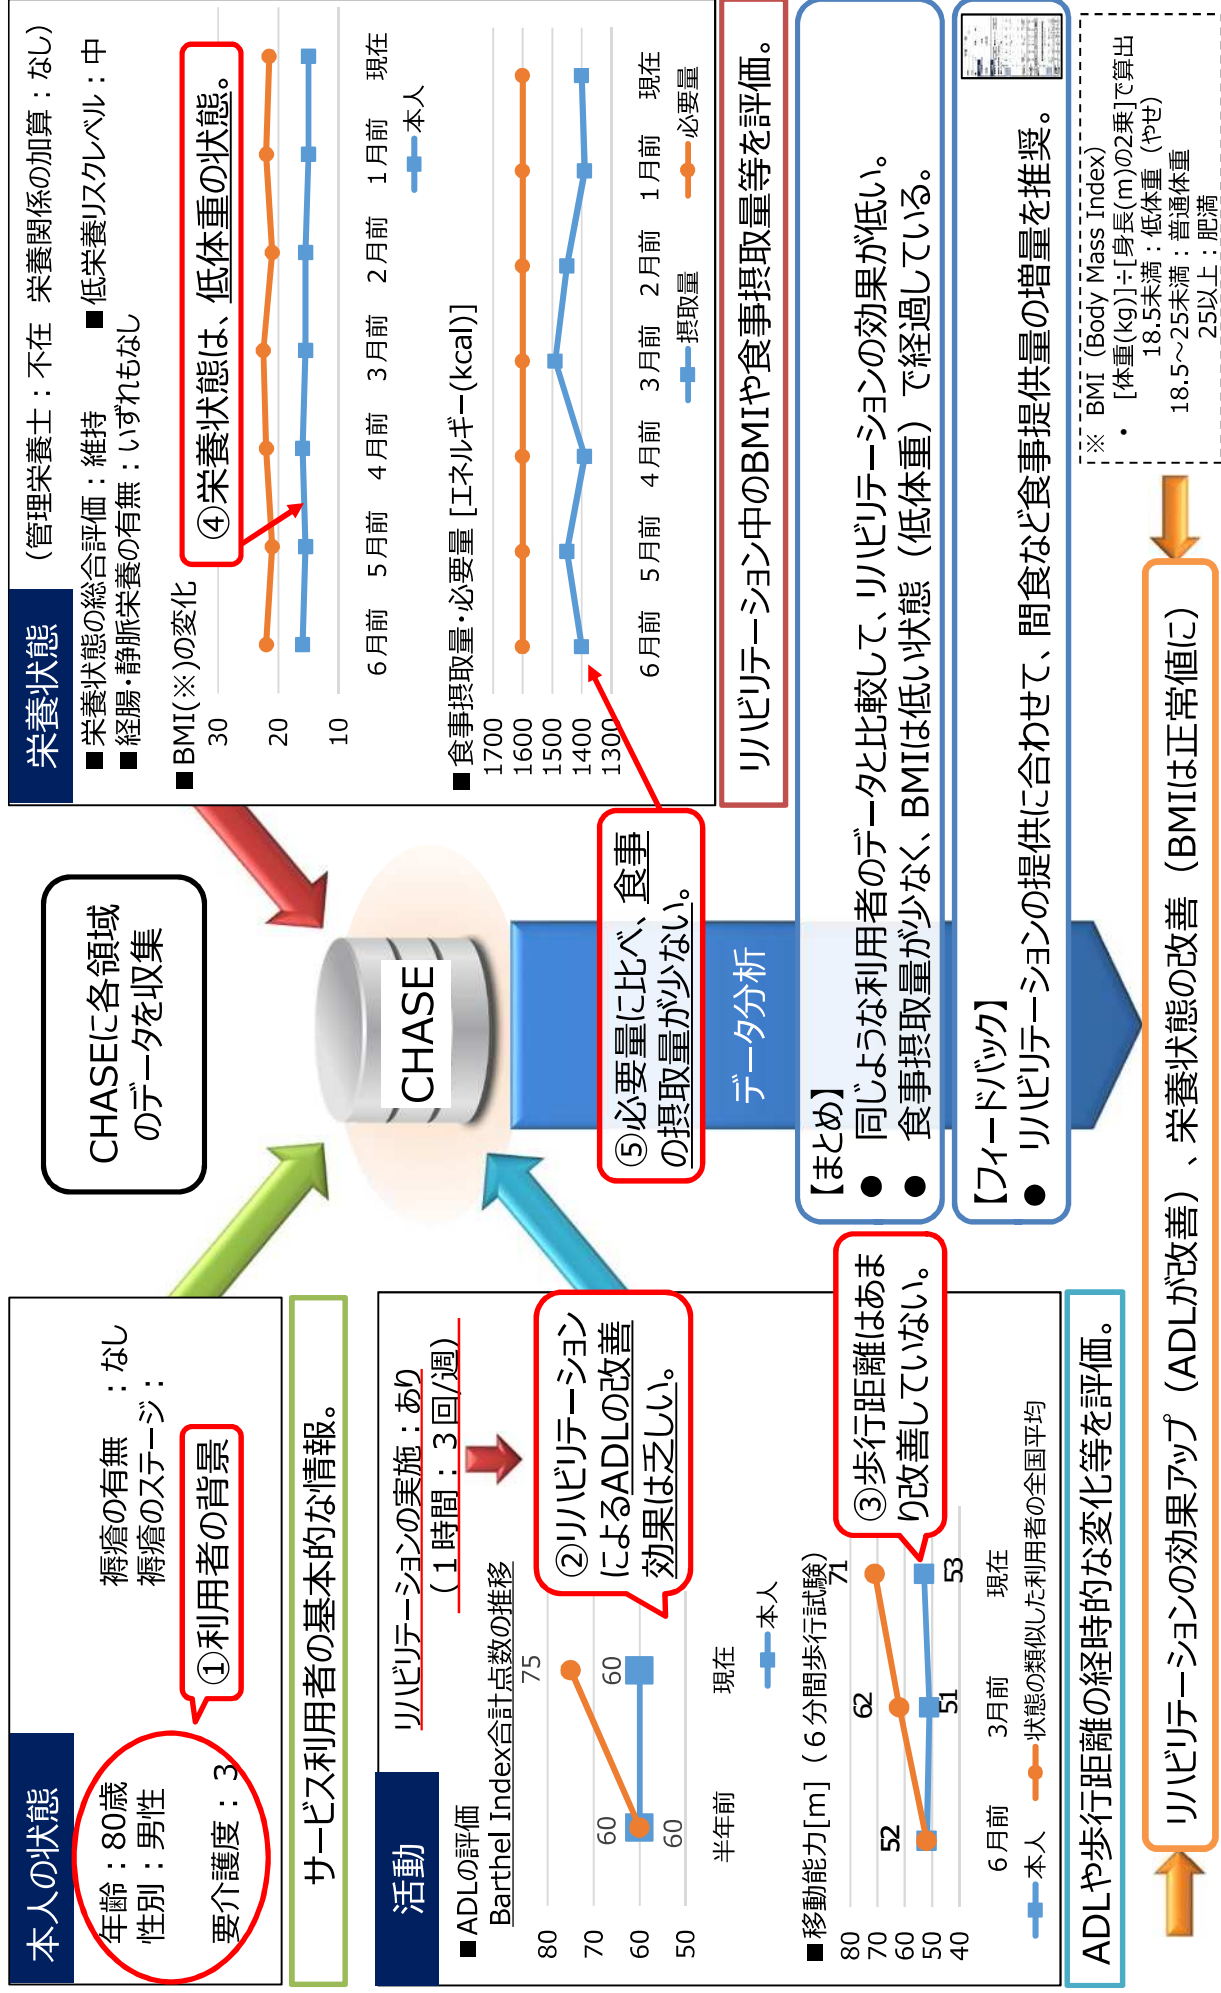 本人の状態
年齢：80歳
性別：男性
要介護度：3
褥瘡の有無　：なし
褥瘡のステージ：
①利用者の背景
サービス利用者の基本的な情報。
CHASEに各領域
のデータを収集
CHASE
栄養状態
（管理栄養士：不在　栄養関係の加算：なし）
■栄養状態の総合評価：維持
■低栄養リスクレベル：中
■経腸・静脈栄養の有無：いずれもなし
■BMI(※)の変化
④栄養状態は、低体重の状態。
30
20
10
6月前　5月前　4月前　3月前　2月前　1月前　現在
本人
■食事摂取量・必要量 [エネルギー(kcal)]
1700
1600
1500
1400
1300
6月前　5月前　4月前　3月前　2月前　1月前　現在
摂取量　必要量
リハビリテーション中のBMIや食事摂取量等を評価。
活動
リハビリテーションの実施：あり
（1時間：3回/週）
■ADLの評価
Barthel Index合計点数の推移
②リハビリテーション
によるADLの改善
効果は乏しい。
80
70
60
50
60
60
75
60
半年前　現在
本人
■移動能力[m]（6分間歩行試験）
③歩行距離はあま
り改善していない。
80
70
60
50
40
52
62
71
51
53
6月前　3月前　現在
本人　状態の類似した利用者の全国平均
ADLや歩行距離の経時的な変化等を評価。
⑤必要量に比べ、食事
の摂取量が少ない。
データ分析
【まとめ】
● 同じような利用者のデータと比較して、リハビリテーションの効果が低い。
● 食事摂取量が少なく、BMIは低い状態（低体重）で経過している。
【フィードバック】
● リハビリテーションの提供に合わせて、間食など食事提供量の増量を推奨。
リハビリテーションの効果アップ（ADLが改善）、栄養状態の改善（BMIは正常値に）
※ BMI（Body Mass Index）
・ [体重(kg)]÷[身長(m)の2乗]で算出
18.5未満：低体重（やせ）
18.5～25未満：普通体重
25以上：肥満